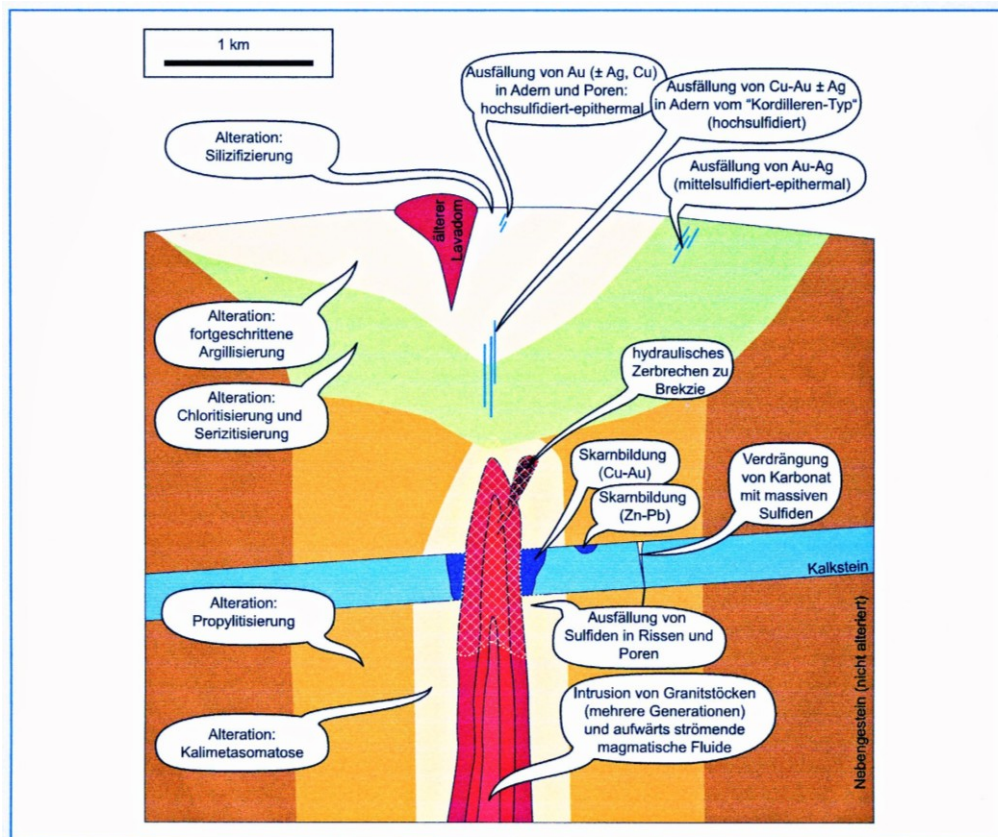 1 km
Ausfällung von Au (± Ag, Cu)
in Adern und Poren:
hochsulfidiert-epithermal
Ausfällung von Cu-Au ± Ag
in Adern vom "Kordilleren-Typ"
(hochsulfidiert)
Alteration:
Silizifizierung
Ausfällung von Au-Ag
(mittelsulfidiert-epithermal)
älterer
Lavadom
Alteration:
fortgeschrittene
Argillisierung
hydraulisches
Zerbrechen zu
Brekzie
Alteration:
Chloritisierung und
Serizitisierung
Skarnbildung
(Cu-Au)
Verdrängung
von Karbonat
mit massiven
Sulfiden
Skarnbildung
(Zn-Pb)
Kalkstein
Alteration:
Propylitisierung
Ausfällung von
Sulfiden in Rissen und
Poren
Intrusion von Granitstöcken
(mehrere Generationen)
und aufwärts strömende
magmatische Fluide
Alteration:
Kalimetasomatose
Nebengestein (nicht alteriert)